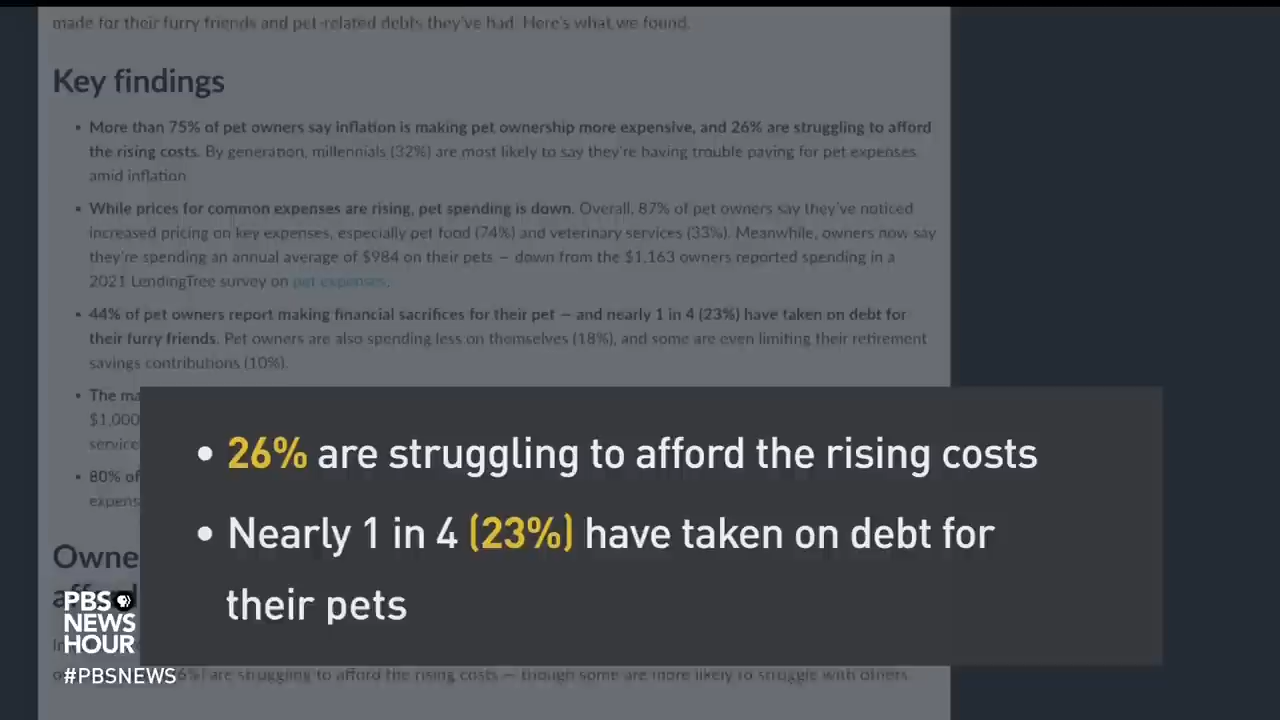 made for their furry friends and pet-related debts they've had. Here's what we found.
Key findings
• More than 75% of pet owners say inflation is making pet ownership more expensive, and 26% are struggling to afford
the rising costs. By generation, millennials (32%) are most likely to say they're having trouble paying for pet expenses
amid inflation
• While prices for common expenses are rising, pet spending is down. Overall, 87% of pet owners say they've noticed
increased pricing on key expenses, especially pet food (74%) and veterinary services (33%). Meanwhile, owners now say
they're spending an annual average of $984 on their pets — down from the $1,163 owners reported spending in a
2021 LendingTree survey on pet expenses.
• 44% of pet owners report making financial sacrifices for their pet — and nearly 1 in 4 (23%) have taken on debt for
their furry friends. Pet owners are also spending less on themselves (18%), and some are even limiting their retirement
savings contributions (10%).
• The ma
$1,000
service
• 80% of
expens
• 26% are struggling to afford the rising costs
• Nearly 1 in 4 (23%) have taken on debt for
their pets
Owne
PBS
NEWS
HOUR
#PBSNEWS
6%) are struggling to afford the rising costs — though some are more likely to struggle with others